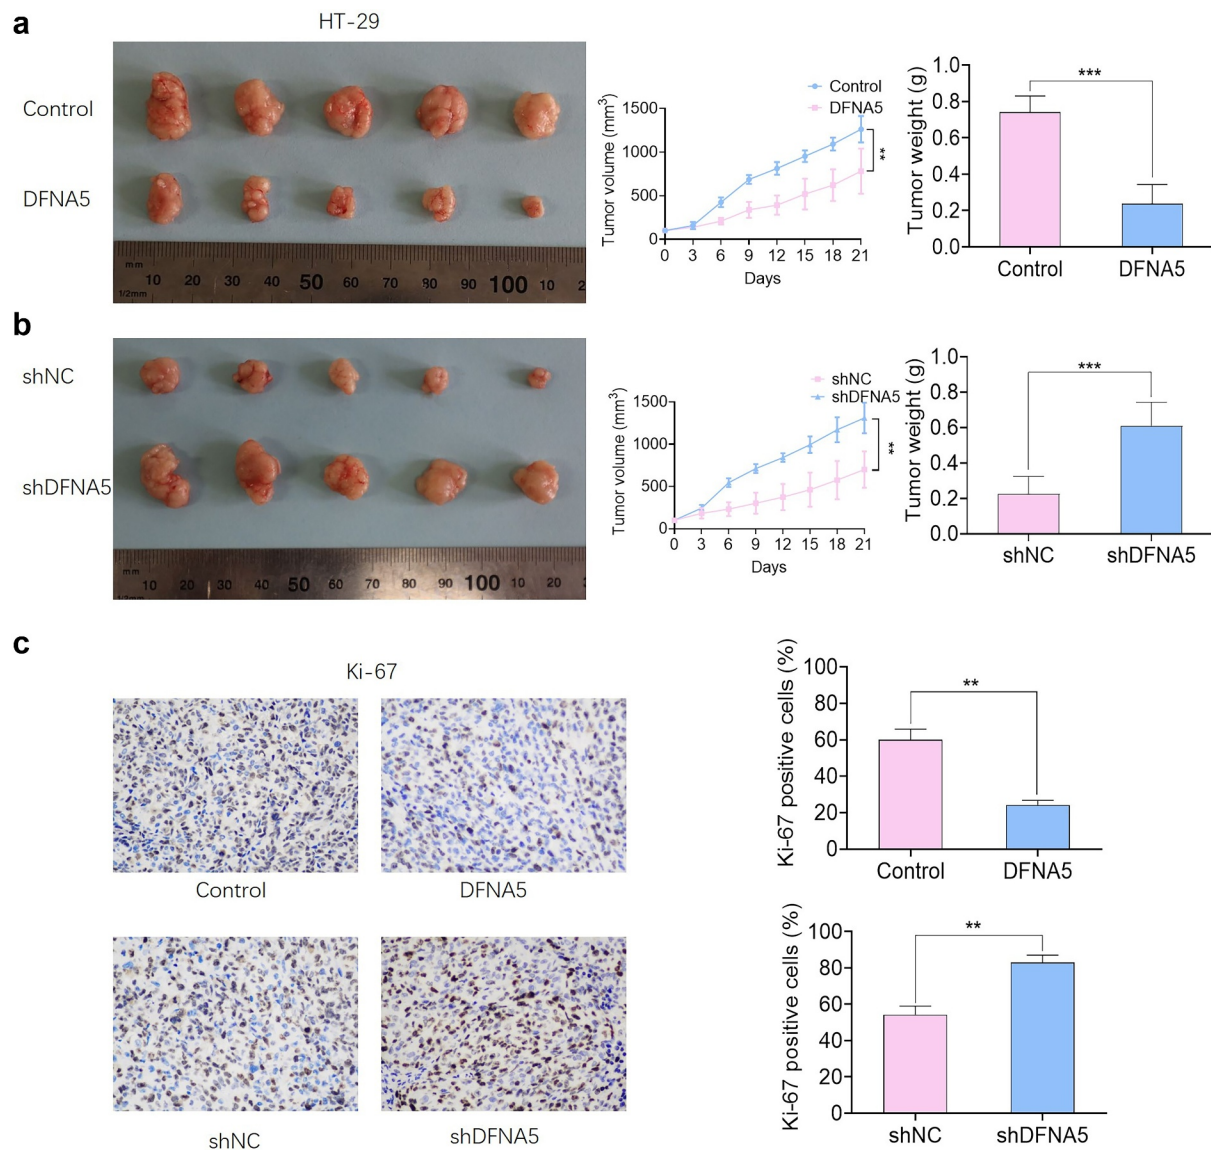 a
HT-29
Control
DFNA5
mm
1/2mm
10 20 30 40 50 60 70 80 90 100 10 2
Tumor volume (mm³)
1500
1000
500
0
0 3 6 9 12 15 18 21
Days
Control
DFNA5
**
Tumor weight (g)
1.0
0.8
0.6
0.4
0.2
0.0
***
Control DFNA5
b
shNC
shDFNA5
mm
1/2mm
10 20 30 40 50 60 70 80 90 100 10 20 30
Tumor volume (mm³)
1500
1000
500
0
0 3 6 9 12 15 18 21
Days
shNC
shDFNA5
**
Tumor weight (g)
1.0
0.8
0.6
0.4
0.2
0.0
***
shNC shDFNA5
c
Ki-67
Control
DFNA5
shNC
shDFNA5
Ki-67 positive cells (%)
100
80
60
40
20
0
**
Control DFNA5
Ki-67 positive cells (%)
100
80
60
40
20
0
**
shNC shDFNA5